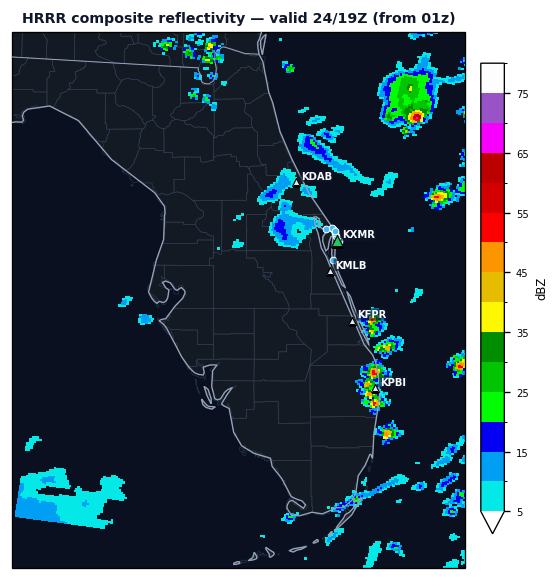 HRRR composite reflectivity — valid 24/19Z (from 01z)
KDAB
KXMR
KMLB
KFPR
KPBI
75
65
55
45
35
25
15
5
dBZ